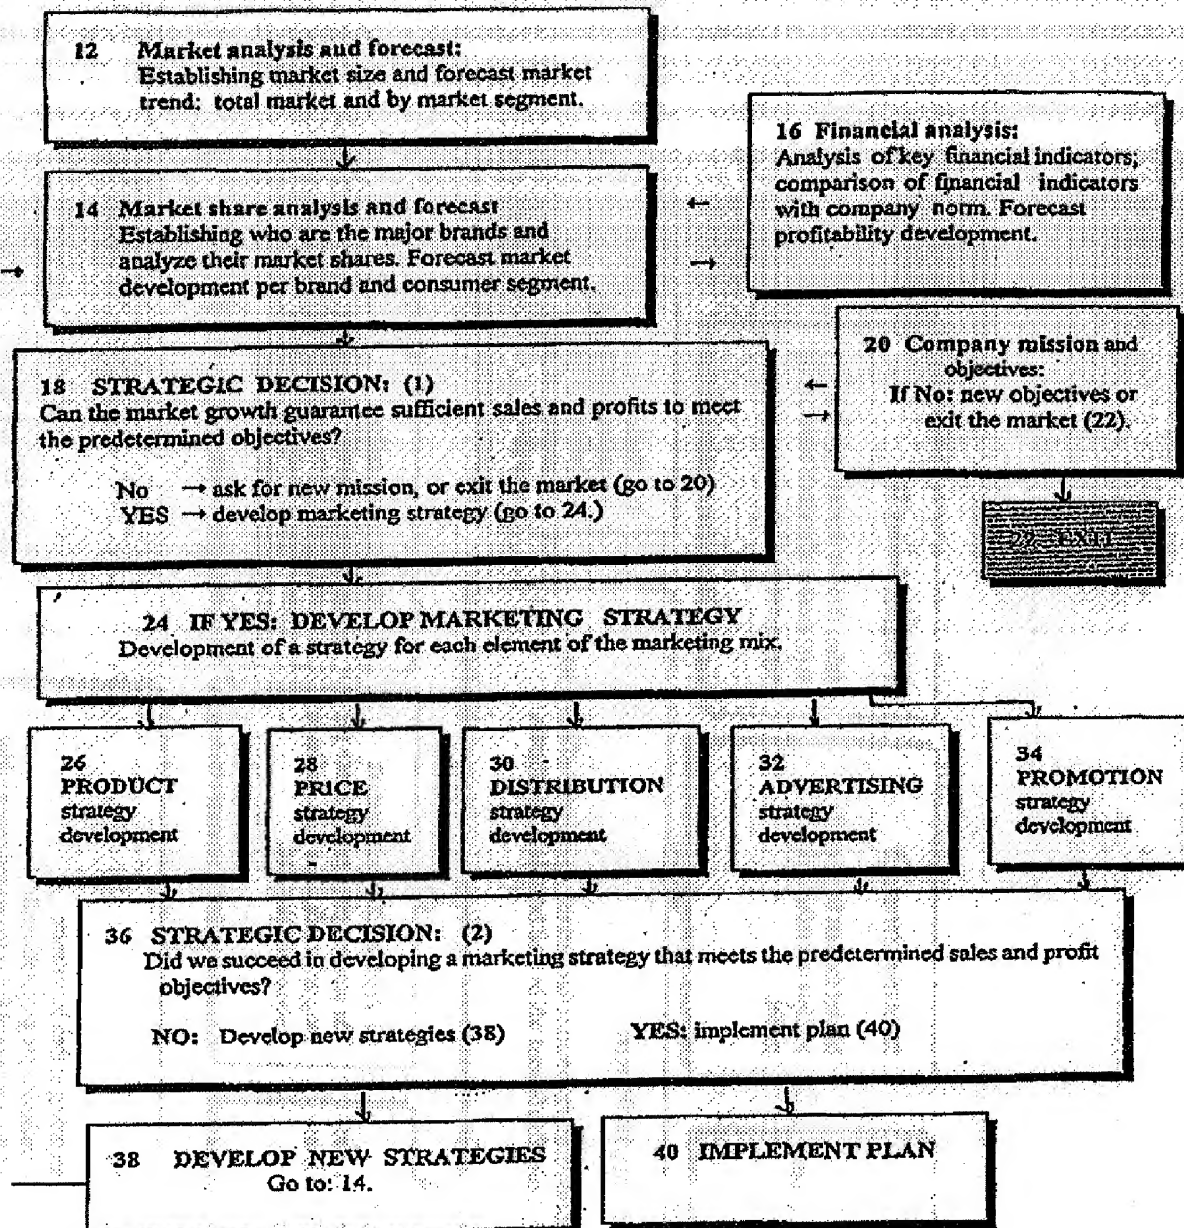 12 Market analysis and forecast:
Establishing market size and forecast market
trend: total market and by market segment.
16 Financial analysis:
Analysis of key financial indicators;
comparison of financial indicators
with company norm. Forecast
profitability development.
14 Market share analysis and forecast
Establishing who are the major brands and
analyze their market shares. Forecast market
development per brand and consumer segment.
20 Company mission and
objectives:
If No: new objectives or
exit the market (22).
18 STRATEGIC DECISION: (1)
Can the market growth guarantee sufficient sales and profits to meet
the predetermined objectives?
No → ask for new mission, or exit the market (go to 20)
YES → develop marketing strategy (go to 24.)
22 EXIT
24 IF YES: DEVELOP MARKETING STRATEGY
Development of a strategy for each element of the marketing mix.
26
PRODUCT
strategy
development
28
PRICE
strategy
development
30
DISTRIBUTION
strategy
development
32
ADVERTISING
strategy
development
34
PROMOTION
strategy
development
36 STRATEGIC DECISION: (2)
Did we succeed in developing a marketing strategy that meets the predetermined sales and profit
objectives?
NO: Develop new strategies (38) YES: implement plan (40)
38 DEVELOP NEW STRATEGIES
Go to: 14.
40 IMPLEMENT PLAN